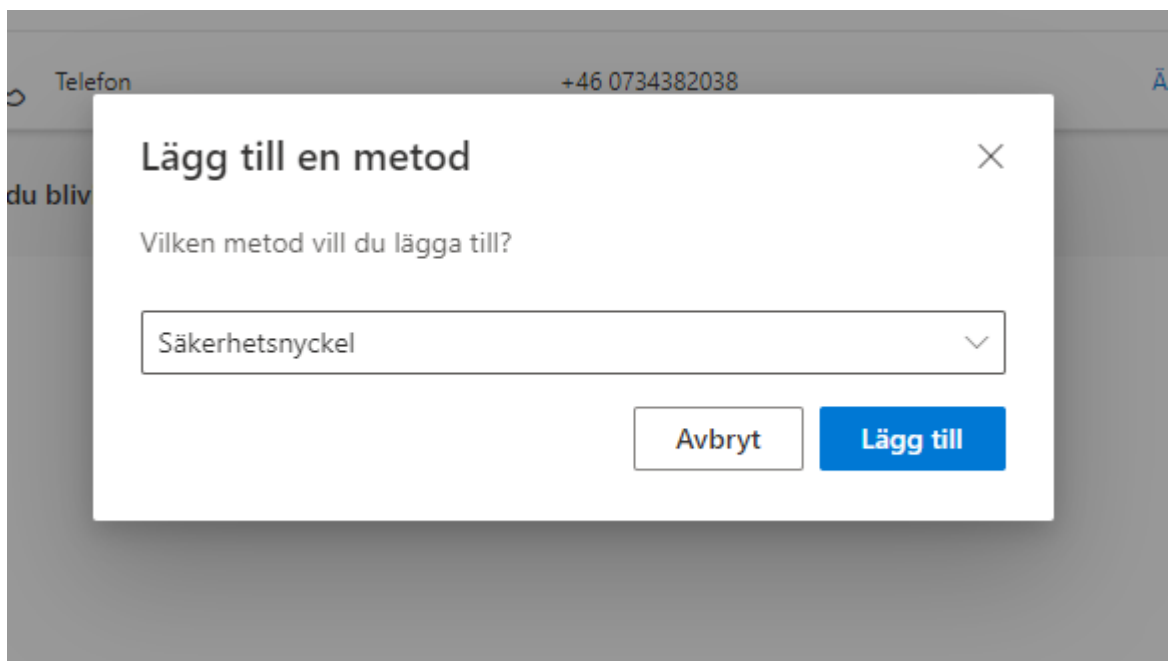 Telefon +46 0734382038 Ä
Lägg till en metod
du bliv
Vilken metod vill du lägga till?
Säkerhetsnyckel
Avbryt Lägg till